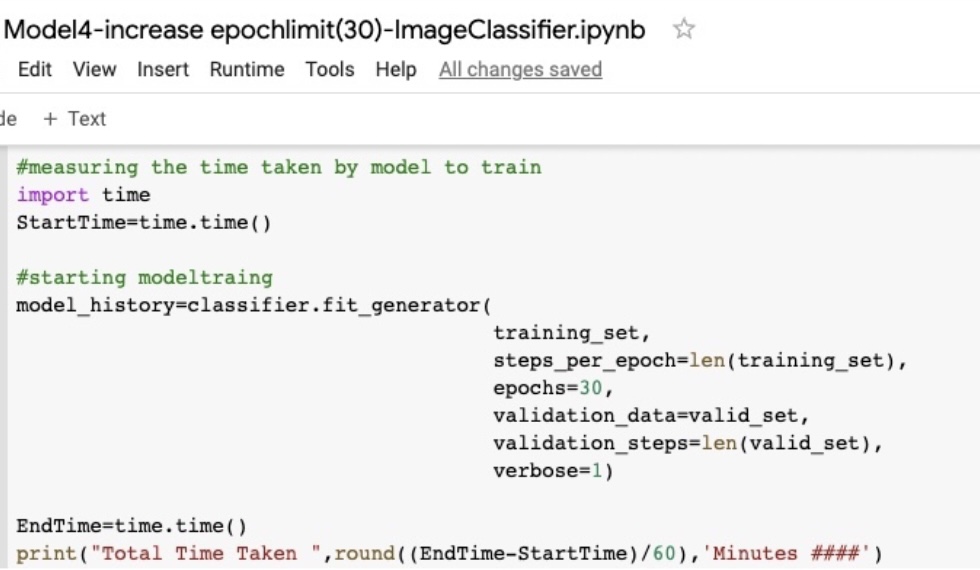 Model4-increase epochlimit(30)-ImageClassifier.ipynb
Edit View Insert Runtime Tools Help All changes saved
de + Text
#measuring the time taken by model to train
import time
StartTime=time.time()
#starting modeltraing
model_history=classifier.fit_generator(
training_set,
steps_per_epoch=len(training_set),
epochs=30,
validation_data=valid_set,
validation_steps=len(valid_set),
verbose=1)
EndTime=time.time()
print("Total Time Taken ",round((EndTime-StartTime)/60),'Minutes ####')